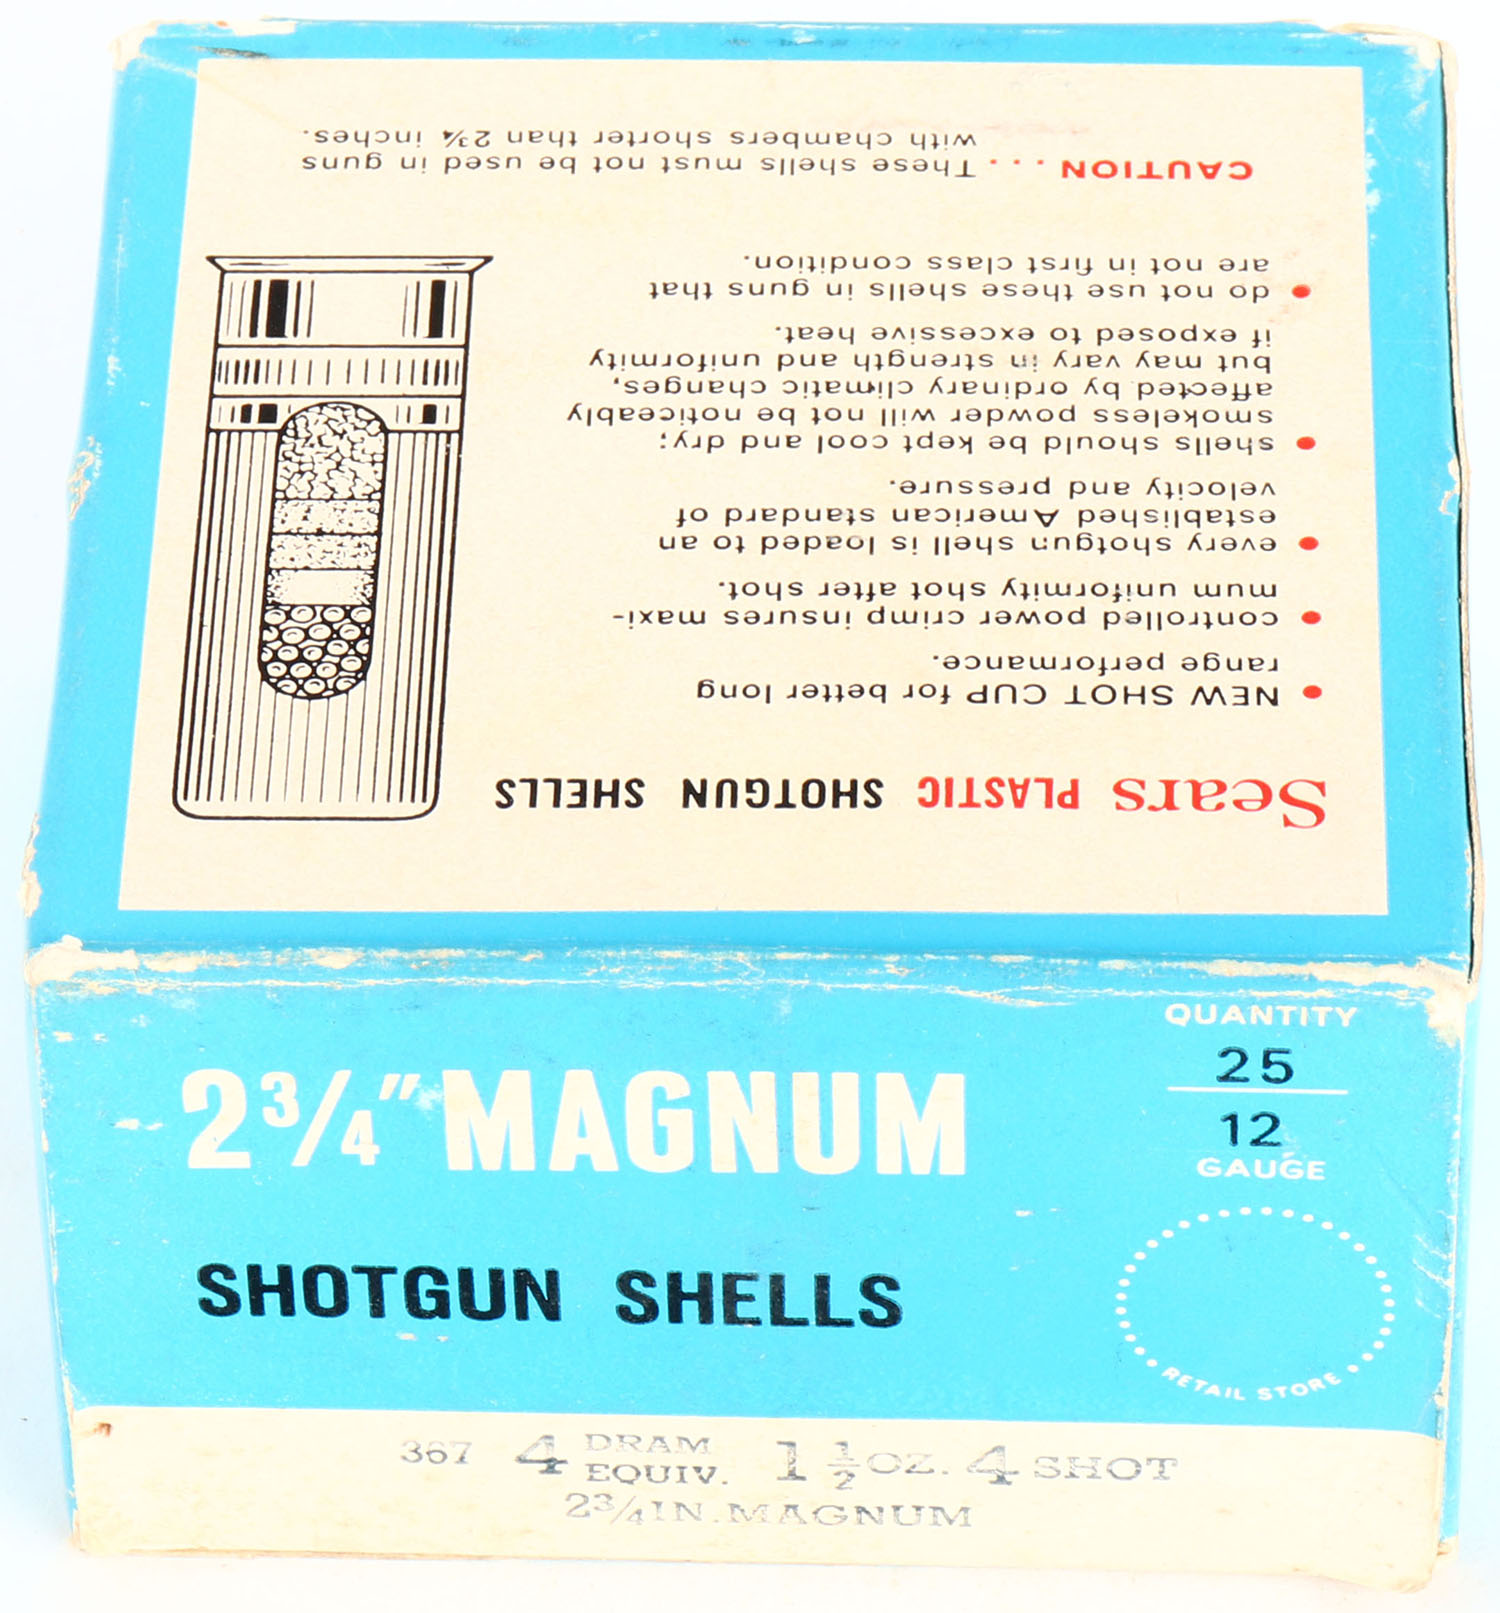 Sears PLASTIC SHOTGUN SHELLS
• NEW SHOT CUP for better long
range performance.
• controlled power crimp insures maxi-
mum uniformity shot after shot.
• every shotgun shell is loaded to an
established American standard of
velocity and pressure.
• shells should be kept cool and dry;
smokeless powder will not be noticeably
affected by ordinary climatic changes,
but may vary in strength and uniformity
if exposed to excessive heat.
• do not use these shells in guns that
are not in first class condition.
CAUTION . . . These shells must not be used in guns
with chambers shorter than 2¾ inches.
2¾" MAGNUM
SHOTGUN SHELLS
QUANTITY
25
12
GAUGE
RETAIL STORE
367 4 DRAM EQUIV. 1 ½ OZ. 4 SHOT
2¾ IN. MAGNUM